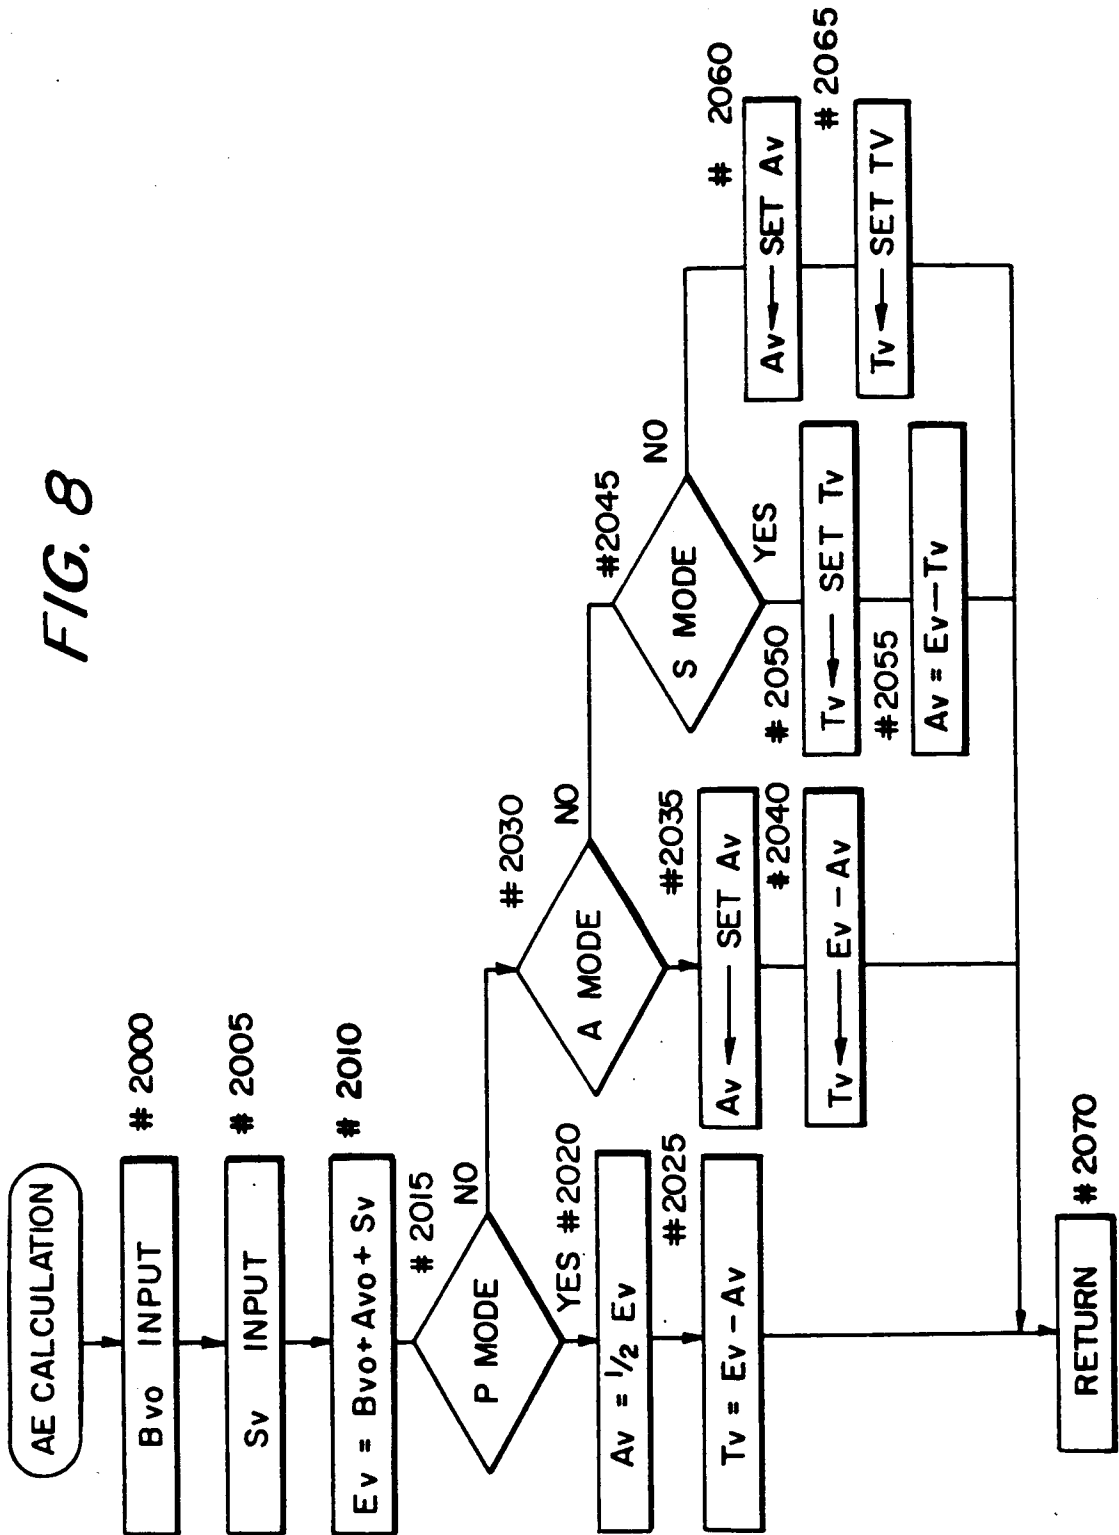 FIG. 8
AE CALCULATION
Bvo INPUT
# 2000
Sv INPUT
# 2005
Ev = Bvo + Avo + Sv
# 2010
P MODE
# 2015
NO
YES
# 2020
Av = 1/2 Ev
# 2025
Tv = Ev - Av
A MODE
# 2030
NO
# 2035
Av ← SET Av
# 2040
Tv ← Ev - Av
S MODE
# 2045
NO
YES
# 2050
Tv ← SET Tv
# 2055
Av = Ev — Tv
# 2060
Av ← SET Av
# 2065
Tv ← SET TV
RETURN
# 2070